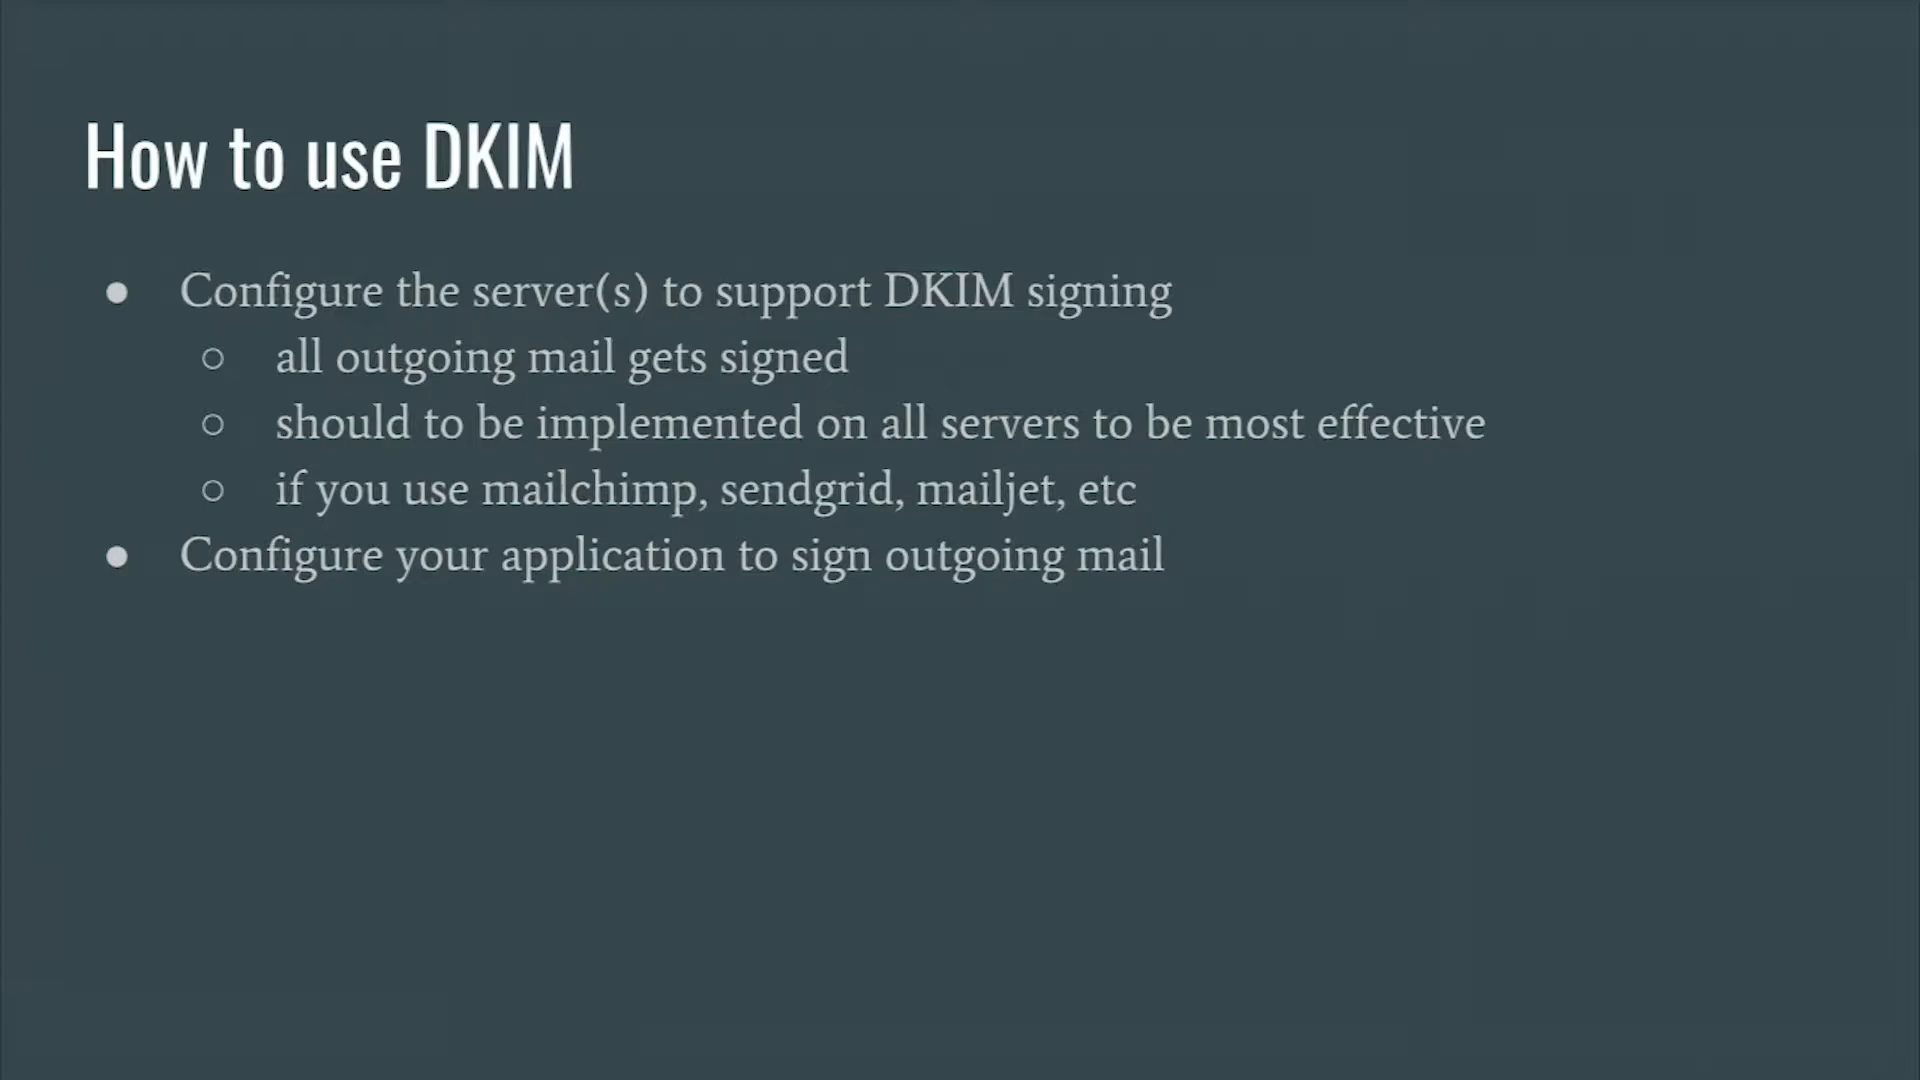 How to use DKIM
● Configure the server(s) to support DKIM signing
○ all outgoing mail gets signed
○ should to be implemented on all servers to be most effective
○ if you use mailchimp, sendgrid, mailjet, etc
● Configure your application to sign outgoing mail